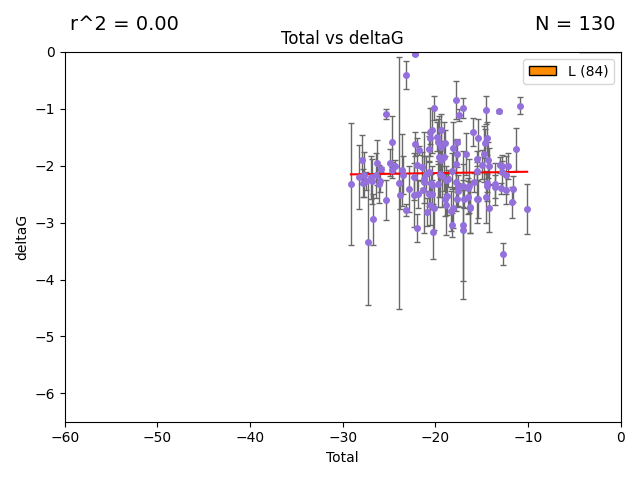 r^2 = 0.00
N = 130
Total vs deltaG
L (84)
deltaG
0
−1
−2
−3
−4
−5
−6
−60
−50
−40
−30
−20
−10
0
Total